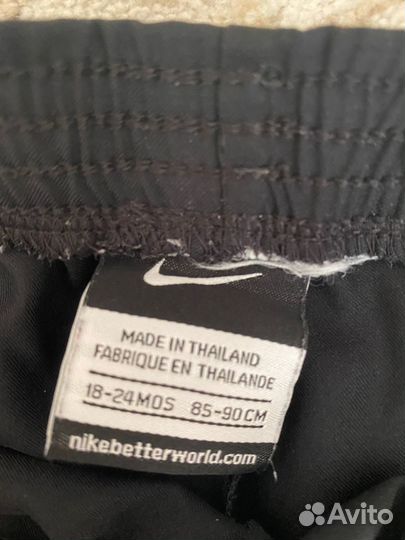 MADE IN THAILAND
FABRIQUE EN THAILANDE
18-24MOS 85-90CM
nikebetterworld.com
Avito